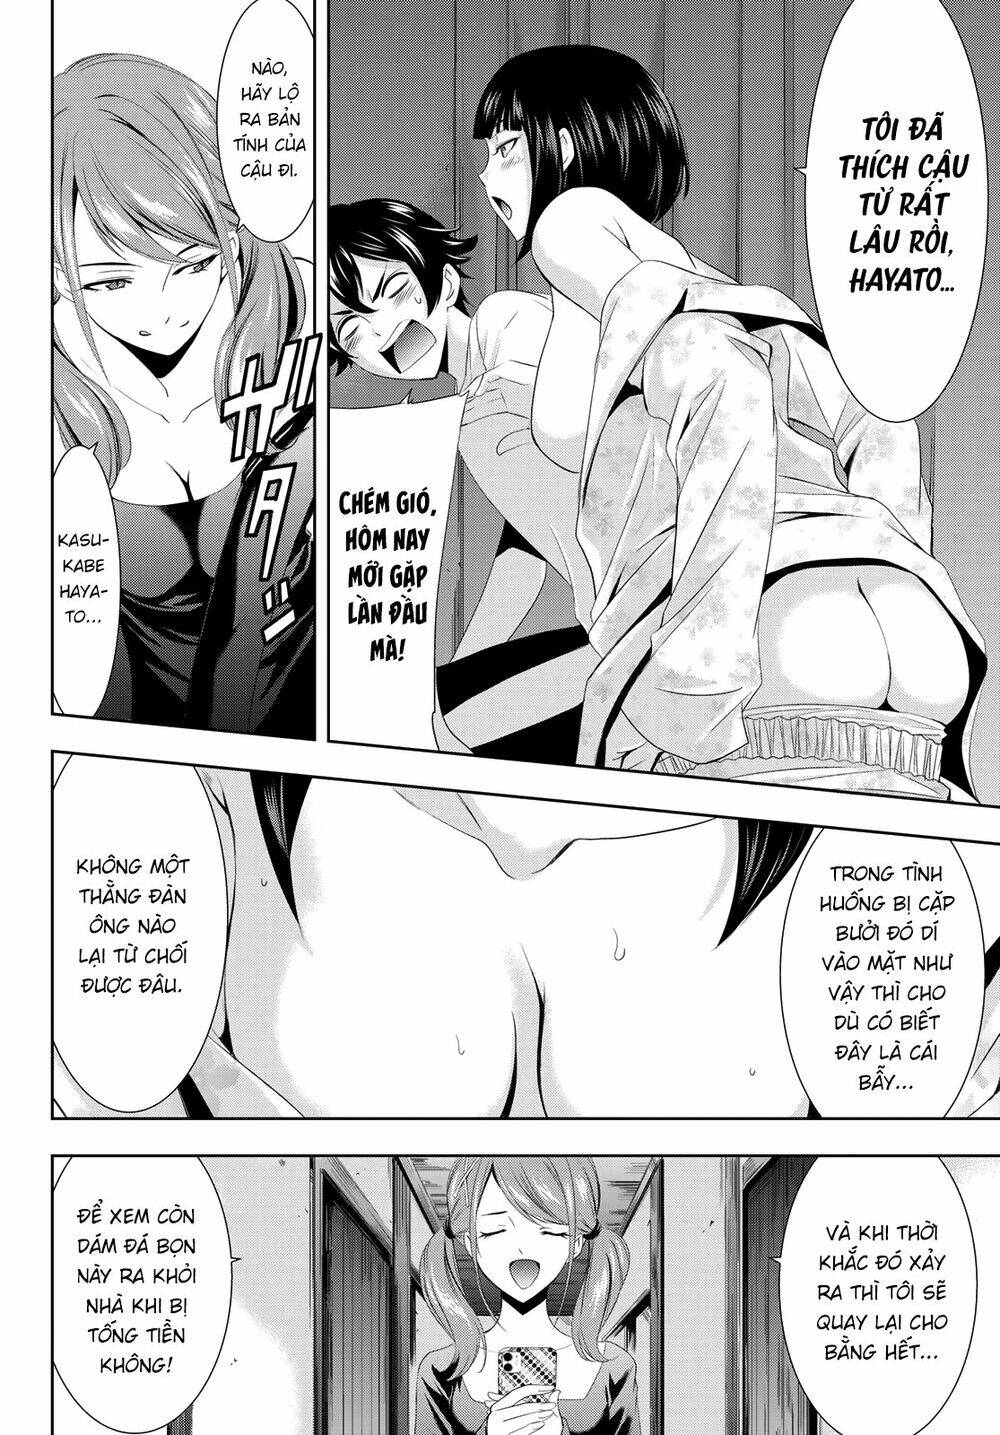 TÔI ĐÃ
THÍCH CẬU
TỪ RẤT
LÂU RỒI,
HAYATO...
CHÉM GIÓ,
HÔM NAY
MỚI GẶP
LẦN ĐẦU
MÀ!
NÀO,
HÃY LỘ
RA BẢN
TÍNH CỦA
CẬU ĐI.
ガタッ!!
KASU-
KABE
HAYA-
TO...
TRONG TÌNH
HUỐNG BỊ CẶP
BƯỞI ĐÓ DÍ
VÀO MẶT NHƯ
VẬY THÌ CHO
DÙ CÓ BIẾT
ĐÂY LÀ CÁI
BẪY...
KHÔNG MỘT
THẰNG ĐÀN
ÔNG NÀO
LẠI TỪ CHỐI
ĐƯỢC ĐÂU.
VÀ KHI THỜI
KHẮC ĐÓ XẢY
RA THÌ TÔI SẼ
QUAY LẠI CHO
BẰNG HẾT...
ĐỂ XEM CÒN
DÁM ĐÁ BỌN
NÀY RA KHỎI
NHÀ KHI BỊ
TỐNG TIỀN
KHÔNG!